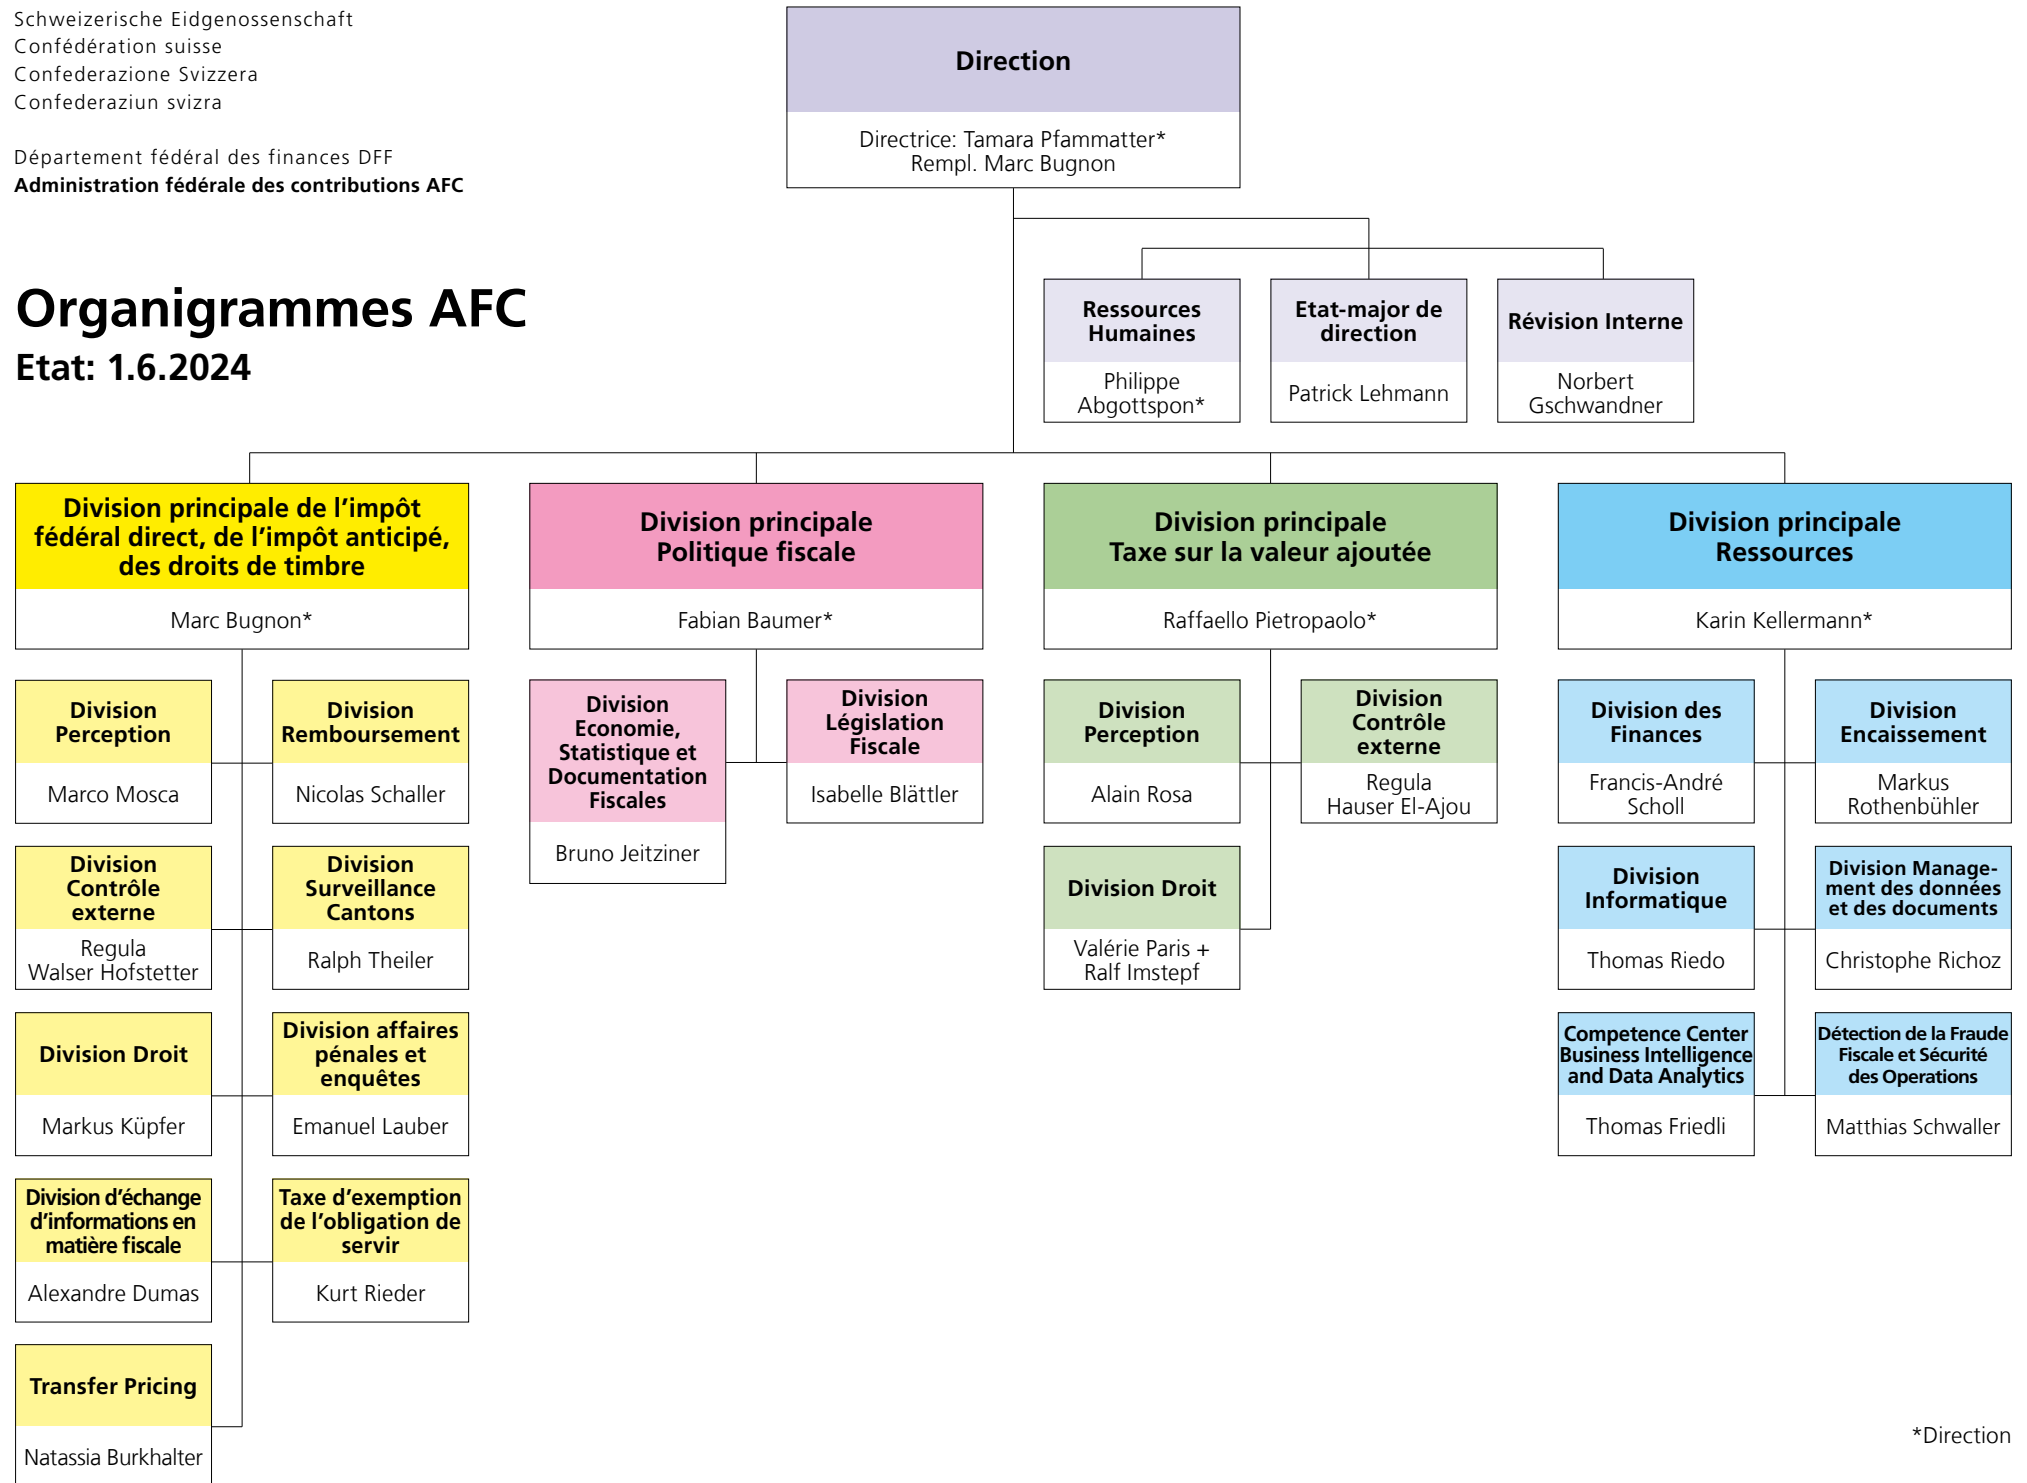 Schweizerische Eidgenossenschaft
Confédération suisse
Confederazione Svizzera
Confederaziun svizra
Département fédéral des finances DFF
Administration fédérale des contributions AFC
Organigrammes AFC
Etat: 1.6.2024
Direction
Directrice: Tamara Pfammatter*
Rempl. Marc Bugnon
Ressources
Humaines
Philippe
Abgottspon*
Etat-major de
direction
Patrick Lehmann
Révision Interne
Norbert
Gschwandner
Division principale de l’impôt
fédéral direct, de l’impôt anticipé,
des droits de timbre
Marc Bugnon*
Division
Perception
Marco Mosca
Division
Remboursement
Nicolas Schaller
Division
Contrôle
externe
Regula
Walser Hofstetter
Division
Surveillance
Cantons
Ralph Theiler
Division Droit
Markus Küpfer
Division affaires
pénales et
enquêtes
Emanuel Lauber
Division d’échange
d’informations en
matière fiscale
Alexandre Dumas
Taxe d’exemption
de l’obligation de
servir
Kurt Rieder
Transfer Pricing
Natassia Burkhalter
Division principale
Politique fiscale
Fabian Baumer*
Division
Economie,
Statistique et
Documentation
Fiscales
Bruno Jeitziner
Division
Législation
Fiscale
Isabelle Blättler
Division principale
Taxe sur la valeur ajoutée
Raffaello Pietropaolo*
Division
Perception
Alain Rosa
Division
Contrôle
externe
Regula
Hauser El-Ajou
Division Droit
Valérie Paris +
Ralf Imstepf
Division principale
Ressources
Karin Kellermann*
Division des
Finances
Francis-André
Scholl
Division
Encaissement
Markus
Rothenbühler
Division
Informatique
Thomas Riedo
Division Manage-
ment des données
et des documents
Christophe Richoz
Competence Center
Business Intelligence
and Data Analytics
Thomas Friedli
Détection de la Fraude
Fiscale et Sécurité
des Operations
Matthias Schwaller
*Direction